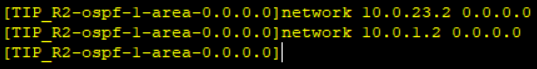 [TIP_R2-ospf-1-area-0.0.0.0]network 10.0.23.2 0.0.0.0
[TIP_R2-ospf-1-area-0.0.0.0]network 10.0.1.2 0.0.0.0
[TIP_R2-ospf-1-area-0.0.0.0]